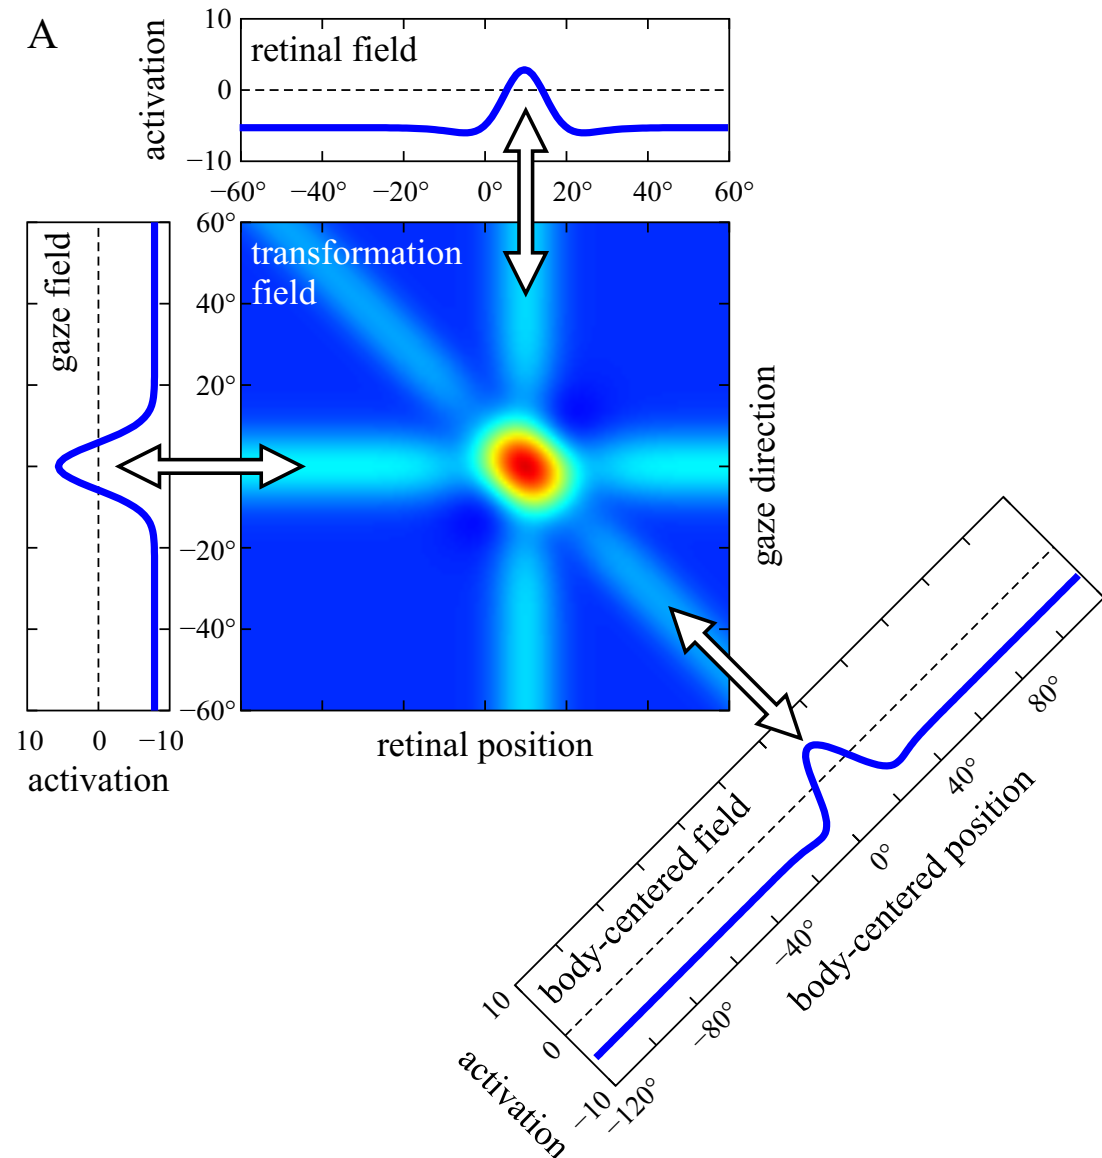 A
activation
10
0
−10
retinal field
−60°
−40°
−20°
0°
20°
40°
60°
gaze field
60°
40°
20°
−20°
−40°
−60°
transformation
field
gaze direction
10
0
−10
activation
retinal position
body-centered field
10
0
−10
activation
−120°
−80°
−40°
0°
40°
80°
body-centered position